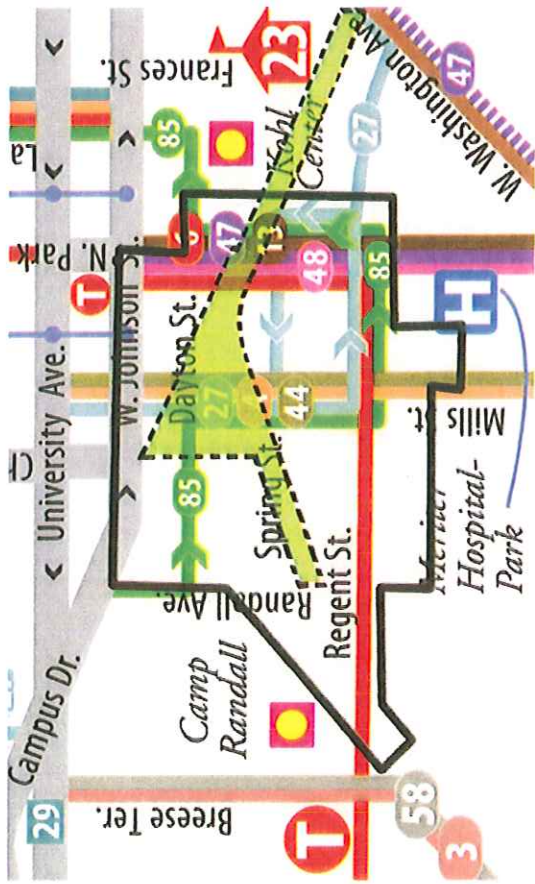 Frances St.
23
47
La
85
Kohl
Center
27
W. Washington Ave
N. Park
6
47
13
48
85
T
H
W. Johnson St.
Dayton St.
27
44
Mills
St.
University Ave.
85
Spring St.
Meriter
Hospital-
Park
Randall Ave.
Regent St.
Campus Dr.
Camp
Randall
29
Breese Ter.
T
58
3